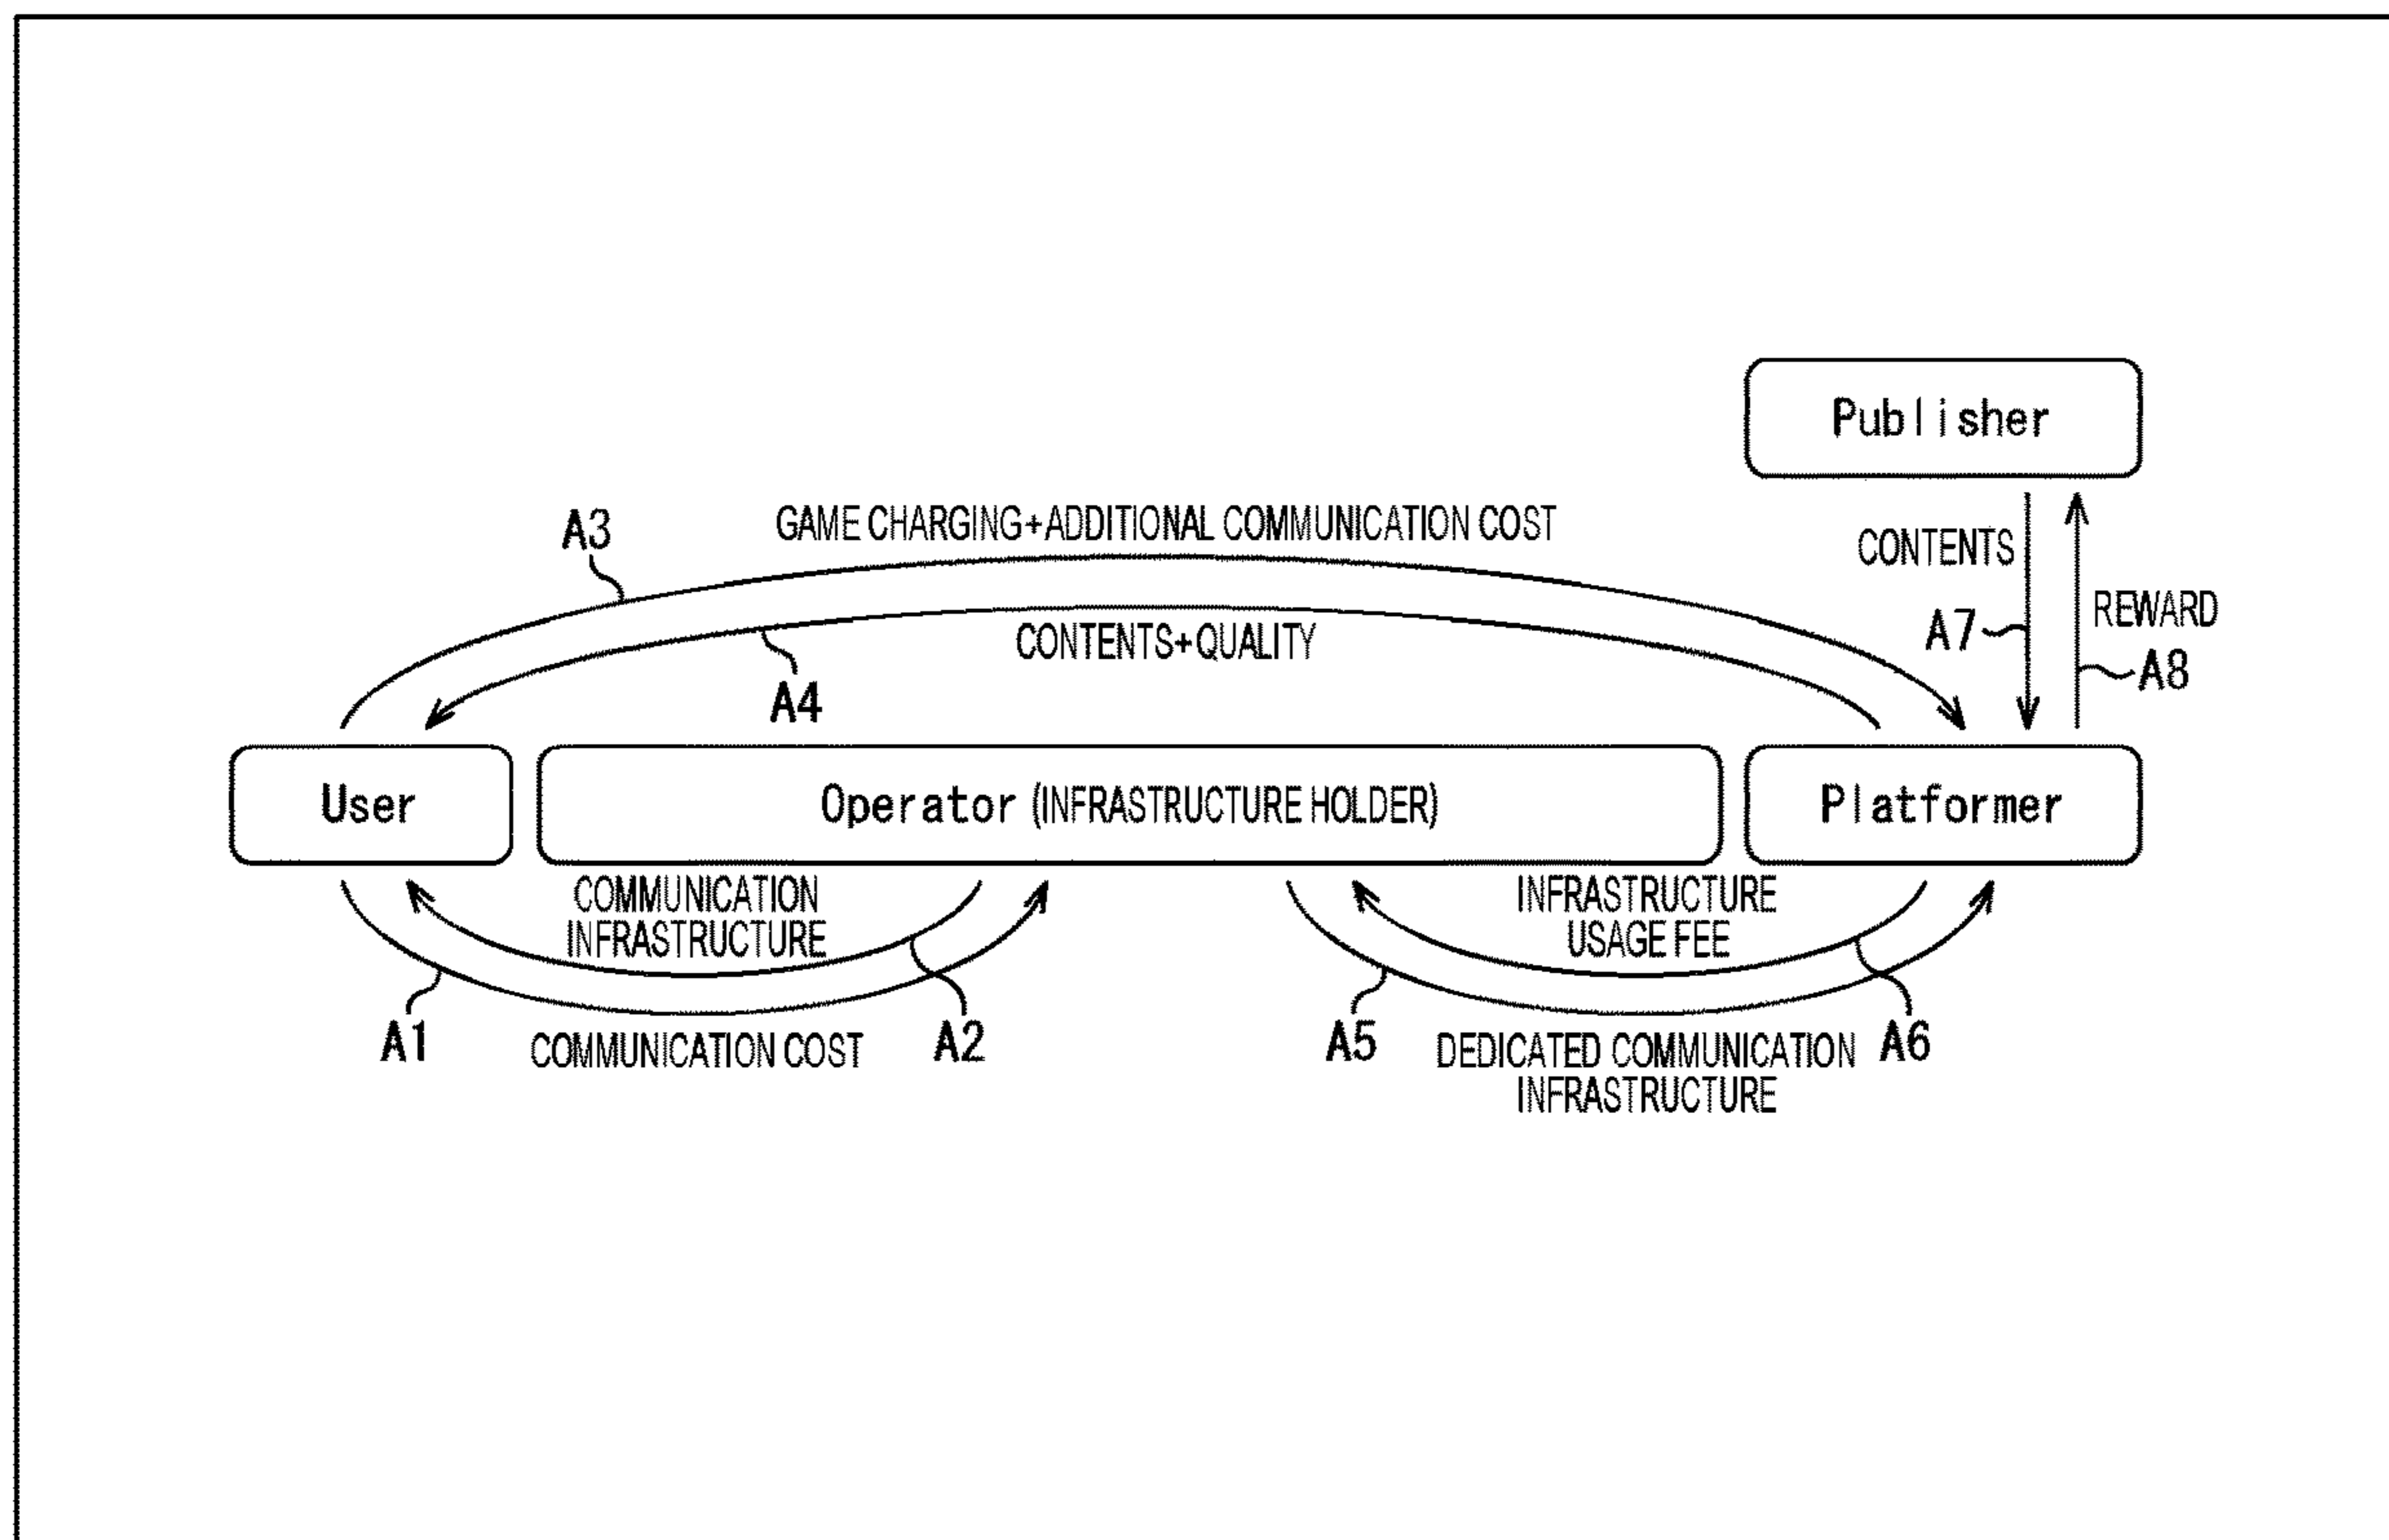 Publisher
A3
GAME CHARGING+ADDITIONAL COMMUNICATION COST
CONTENTS
REWARD
A7
A8
CONTENTS+QUALITY
A4
User
Operator (INFRASTRUCTURE HOLDER)
Platformer
COMMUNICATION
INFRASTRUCTURE
INFRASTRUCTURE
USAGE FEE
A1
COMMUNICATION COST
A2
A5
DEDICATED COMMUNICATION
INFRASTRUCTURE
A6